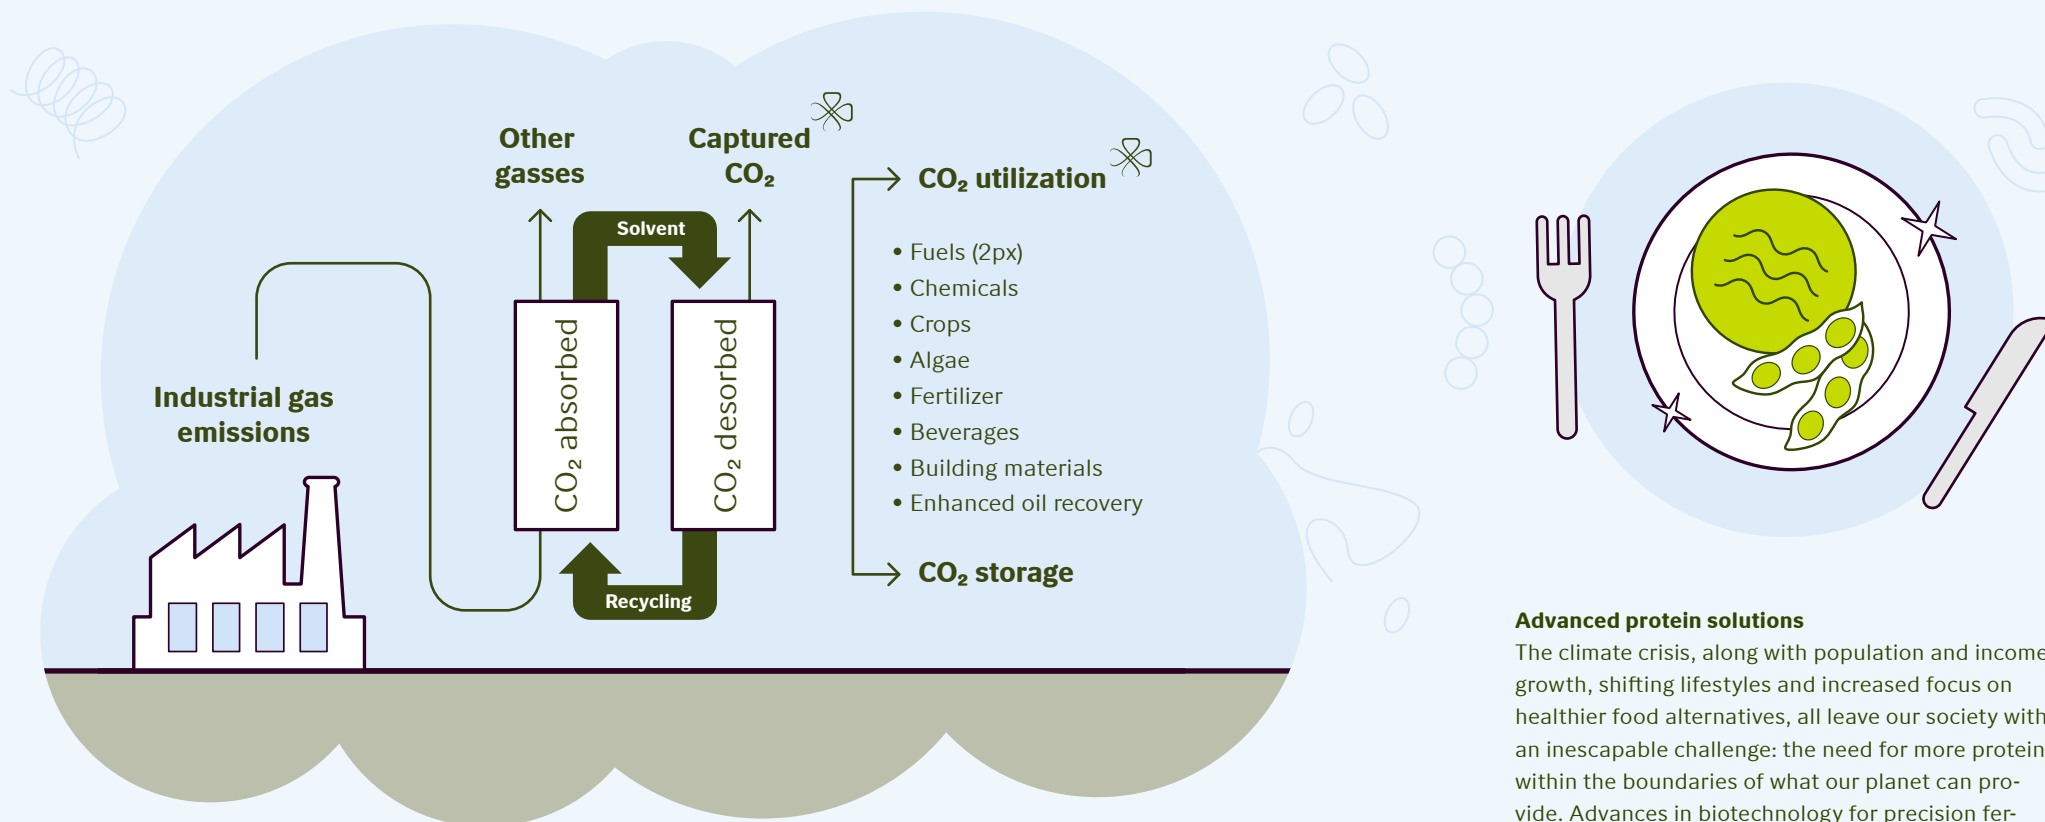 Other
gasses
Captured
CO₂
CO₂ utilization
Solvent
• Fuels (2px)
• Chemicals
• Crops
• Algae
• Fertilizer
• Beverages
• Building materials
• Enhanced oil recovery
CO₂ absorbed
CO₂ desorbed
Industrial gas
emissions
CO₂ storage
Recycling
Advanced protein solutions
The climate crisis, along with population and income
growth, shifting lifestyles and increased focus on
healthier food alternatives, all leave our society with
an inescapable challenge: the need for more protein
within the boundaries of what our planet can pro-
vide. Advances in biotechnology for precision fer-